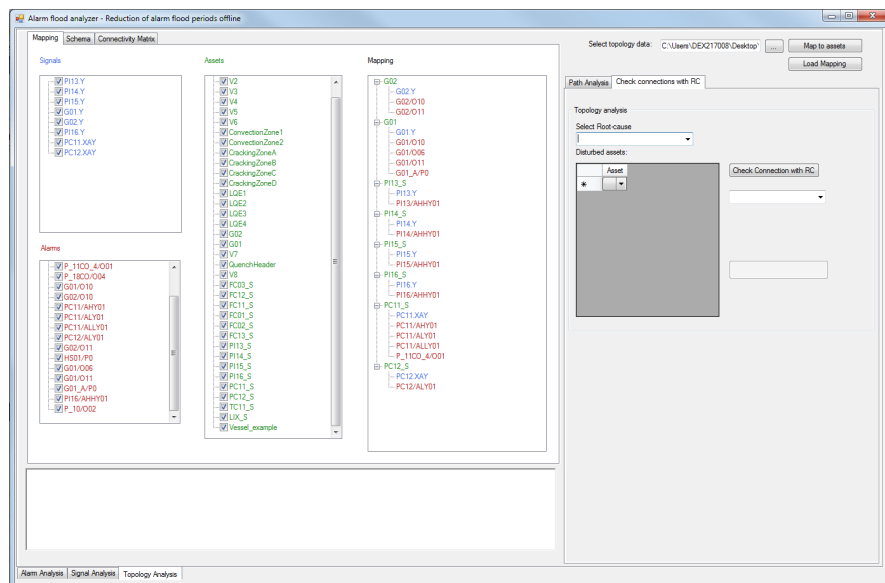 Alarm flood analyzer - Reduction of alarm flood periods offline
Mapping Schema Connectivity Matrix
Signals
PI13.Y
PI14.Y
PI15.Y
G01.Y
G02.Y
PI16.Y
PC11.XAY
PC12.XAY
Alarms
P_11CO_4/O01
P_18CO/O04
G01/O10
G02/O10
PC11/AHY01
PC11/ALY01
PC11/ALLY01
PC12/ALY01
G02/O11
HS01/P0
G01/O06
G01/O11
G01_A/P0
PI16/AHHY01
P_10/O02
Assets
V2
V3
V4
V5
V6
ConvectionZone1
ConvectionZone2
CrackingZoneA
CrackingZoneB
CrackingZoneC
CrackingZoneD
LQE1
LQE2
LQE3
LQE4
G02
G01
V7
QuenchHeader
V8
FC03_S
FC12_S
FC11_S
FC01_S
FC02_S
FC13_S
PI13_S
PI14_S
PI15_S
PI16_S
PC11_S
PC12_S
TC11_S
LIX_S
Vessel_example
Mapping
G02
G02.Y
G02/O10
G02/O11
G01
G01.Y
G01/O10
G01/O06
G01/O11
G01_A/P0
PI13_S
PI13.Y
PI13/AHHY01
PI14_S
PI14.Y
PI14/AHHY01
PI15_S
PI15.Y
PI15/AHHY01
PI16_S
PI16.Y
PI16/AHHY01
PC11_S
PC11.XAY
PC11/AHY01
PC11/ALY01
PC11/ALLY01
P_11CO_4/O01
PC12_S
PC12.XAY
PC12/ALY01
Select topology data: C:\Users\DEX217008\Desktop\ ... Map to assets
Load Mapping
Path Analysis Check connections with RC
Topology analysis
Select Root-cause
Disturbed assets:
Asset
Check Connection with RC
Alarm Analysis Signal Analysis Topology Analysis